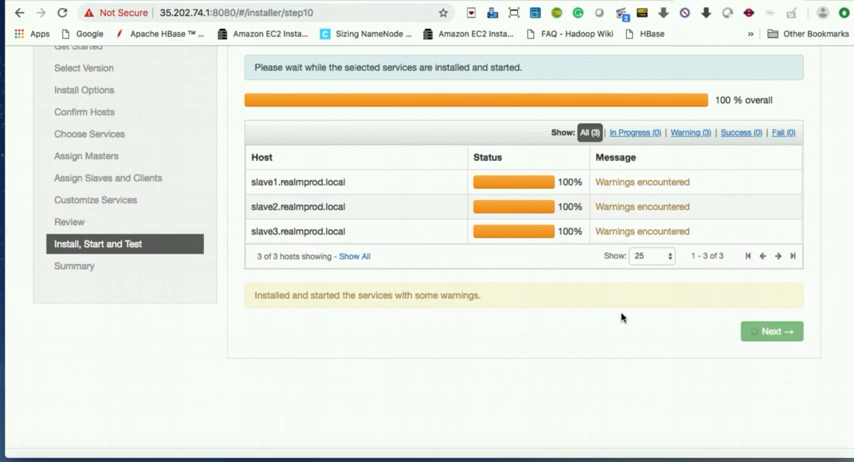 Not Secure 35.202.74.1:8080/#/installer/step10
Apps Google Apache HBase ™ ... Amazon EC2 Insta... Sizing NameNode ... Amazon EC2 Insta... FAQ - Hadoop Wiki HBase » Other Bookmarks
Get Started
Select Version
Install Options
Confirm Hosts
Choose Services
Assign Masters
Assign Slaves and Clients
Customize Services
Review
Install, Start and Test
Summary
Please wait while the selected services are installed and started.
100 % overall
Show: All (3) | In Progress (0) | Warning (3) | Success (0) | Fail (0)
Host Status Message
slave1.realmprod.local 100% Warnings encountered
slave2.realmprod.local 100% Warnings encountered
slave3.realmprod.local 100% Warnings encountered
3 of 3 hosts showing - Show All Show: 25 1 - 3 of 3
Installed and started the services with some warnings.
Next →